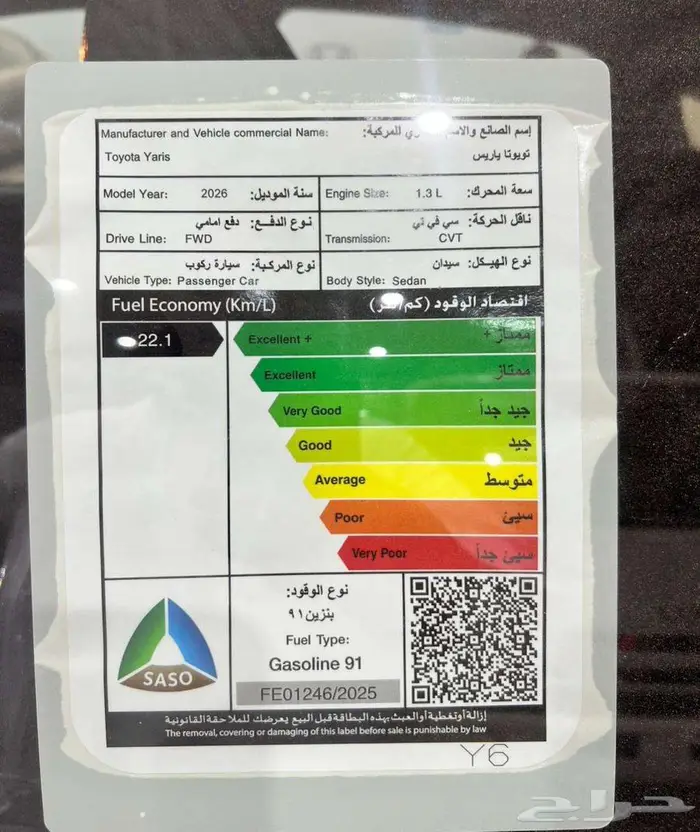 Manufacturer and Vehicle commercial Name: إسم الصانع للمركبة:
Toyota Yaris تويوتا ياريس
Model Year: 2026 سنة الموديل:
Engine Size: 1.3 L سعة المحرك:
نوع الدفع: دفع امامي
Drive Line: FWD
ناقل الحركة: سي في تي
Transmission: CVT
نوع المركبة: سيارة ركوب
Vehicle Type: Passenger Car
نوع الهيكل: سيدان
Body Style: Sedan
Fuel Economy (Km/L) اقتصاد الوقود
22.1
Excellent + ممتاز +
Excellent ممتاز
Very Good جيد جداً
Good جيد
Average متوسط
Poor سيئ
Very Poor سيئ جداً
SASO
نوع الوقود:
بنزين ٩١
Fuel Type:
Gasoline 91
FE01246/2025
إزالة أو تغطية أو العبث بهذه البطاقة قبل البيع يعرضك للملاحقة القانونية
The removal, covering or damaging of this label before sale is punishable by law
Y6
حراج